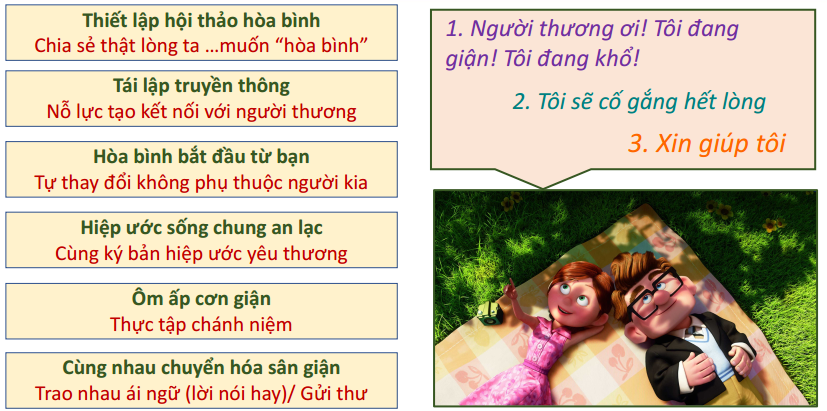 Thiết lập hội thảo hòa bình
Chia sẻ thật lòng ta ...muốn “hòa bình”
Tái lập truyền thông
Nỗ lực tạo kết nối với người thương
Hòa bình bắt đầu từ bạn
Tự thay đổi không phụ thuộc người kia
Hiệp ước sống chung an lạc
Cùng ký bản hiệp ước yêu thương
Ôm ấp cơn giận
Thực tập chánh niệm
Cùng nhau chuyển hóa sân giận
Trao nhau ái ngữ (lời nói hay)/ Gửi thư
1. Người thương ơi! Tôi đang
giận! Tôi đang khổ!
2. Tôi sẽ cố gắng hết lòng
3. Xin giúp tôi